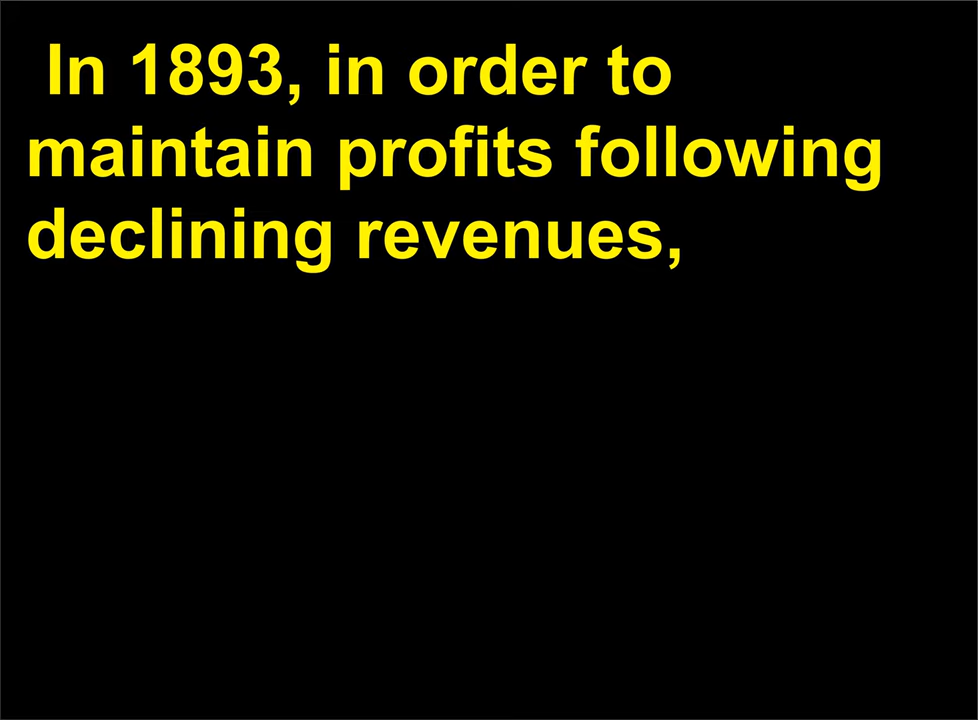 In 1893, in order to
maintain profits following
declining revenues,